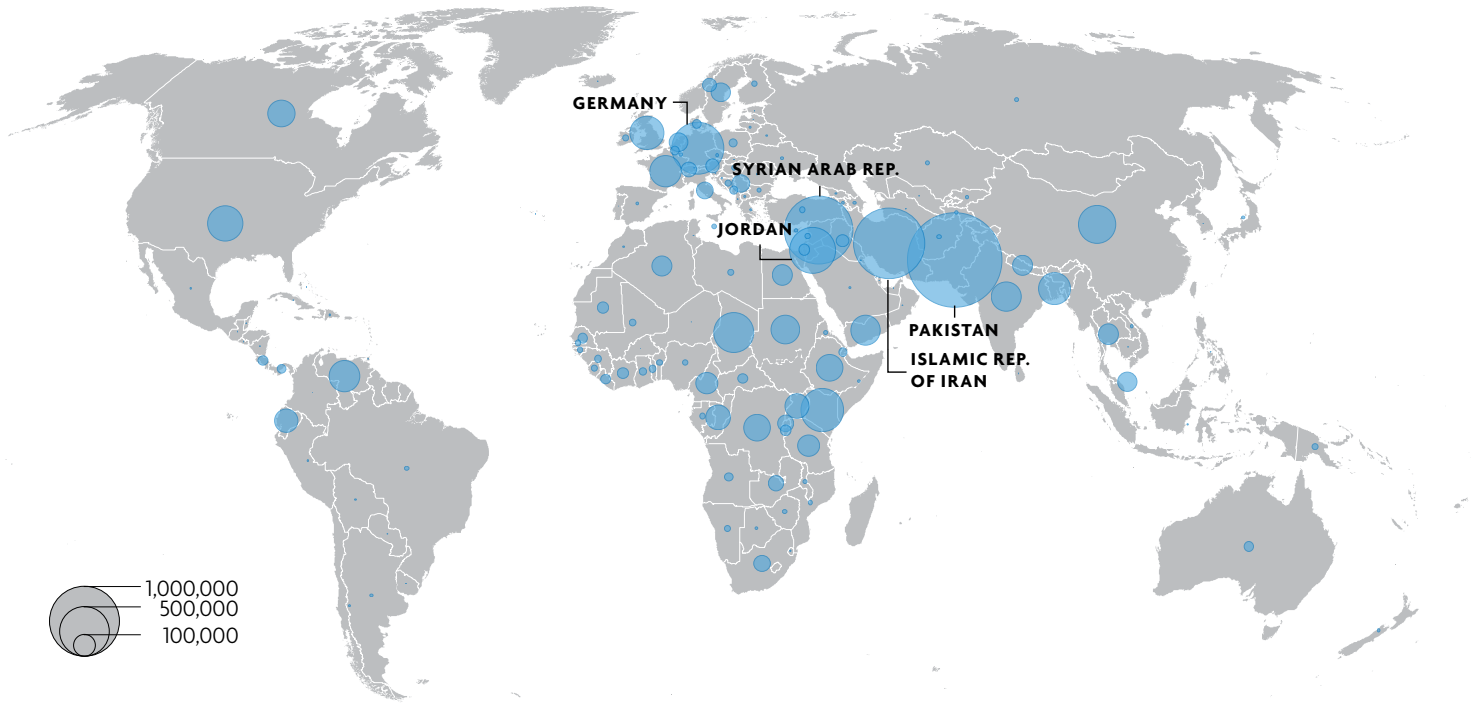 GERMANY
SYRIAN ARAB REP.
JORDAN
PAKISTAN
ISLAMIC REP.
OF IRAN
1,000,000
500,000
100,000